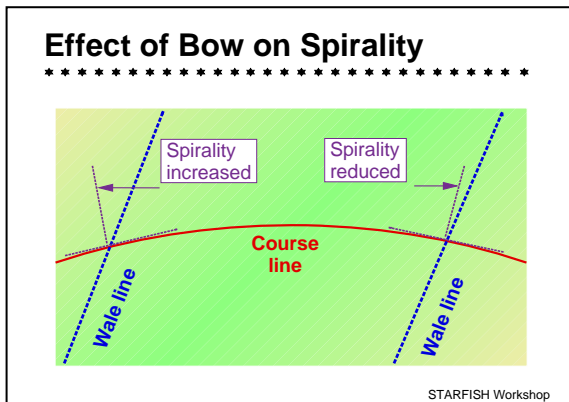 Effect of Bow on Spirality
Spirality
increased
Spirality
reduced
Course
line
Wale line
Wale line
STARFISH Workshop